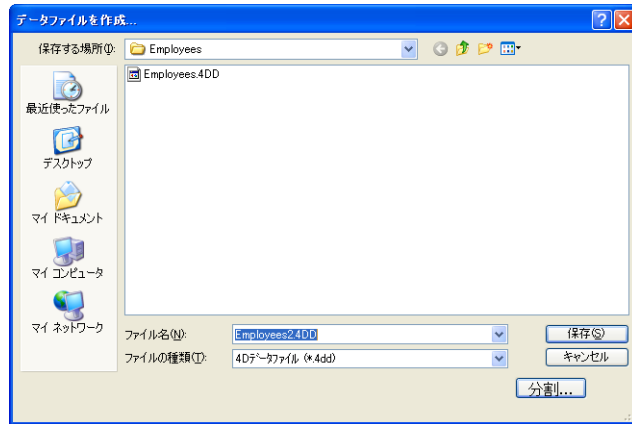 データファイルを作成...
保存する場所(I): Employees
Employees.4DD
最近使ったファイル
デスクトップ
マイ ドキュメント
マイ コンピュータ
マイ ネットワーク
ファイル名(N): Employees2.4DD 保存(S)
ファイルの種類(T): 4Dデータファイル (*.4dd) キャンセル
分割...